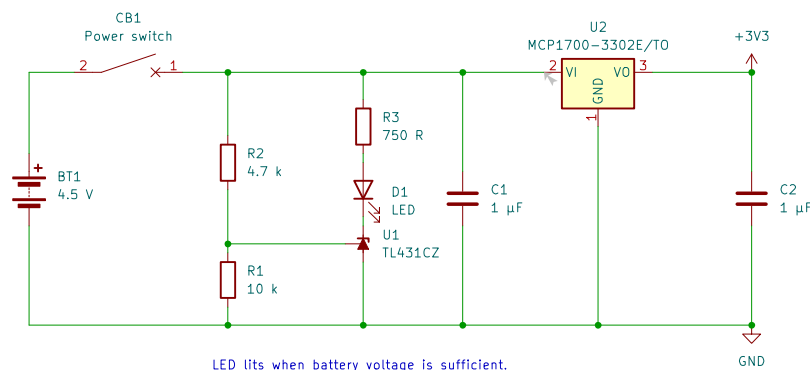 CB1
Power switch
2
1
U2
MCP1700-3302E/TO
2
VI
VO
3
GND
1
+3V3
R3
750 R
R2
4.7 k
BT1
4.5 V
+
D1
LED
C1
1 µF
C2
1 µF
U1
TL431CZ
R1
10 k
GND
LED lits when battery voltage is sufficient.